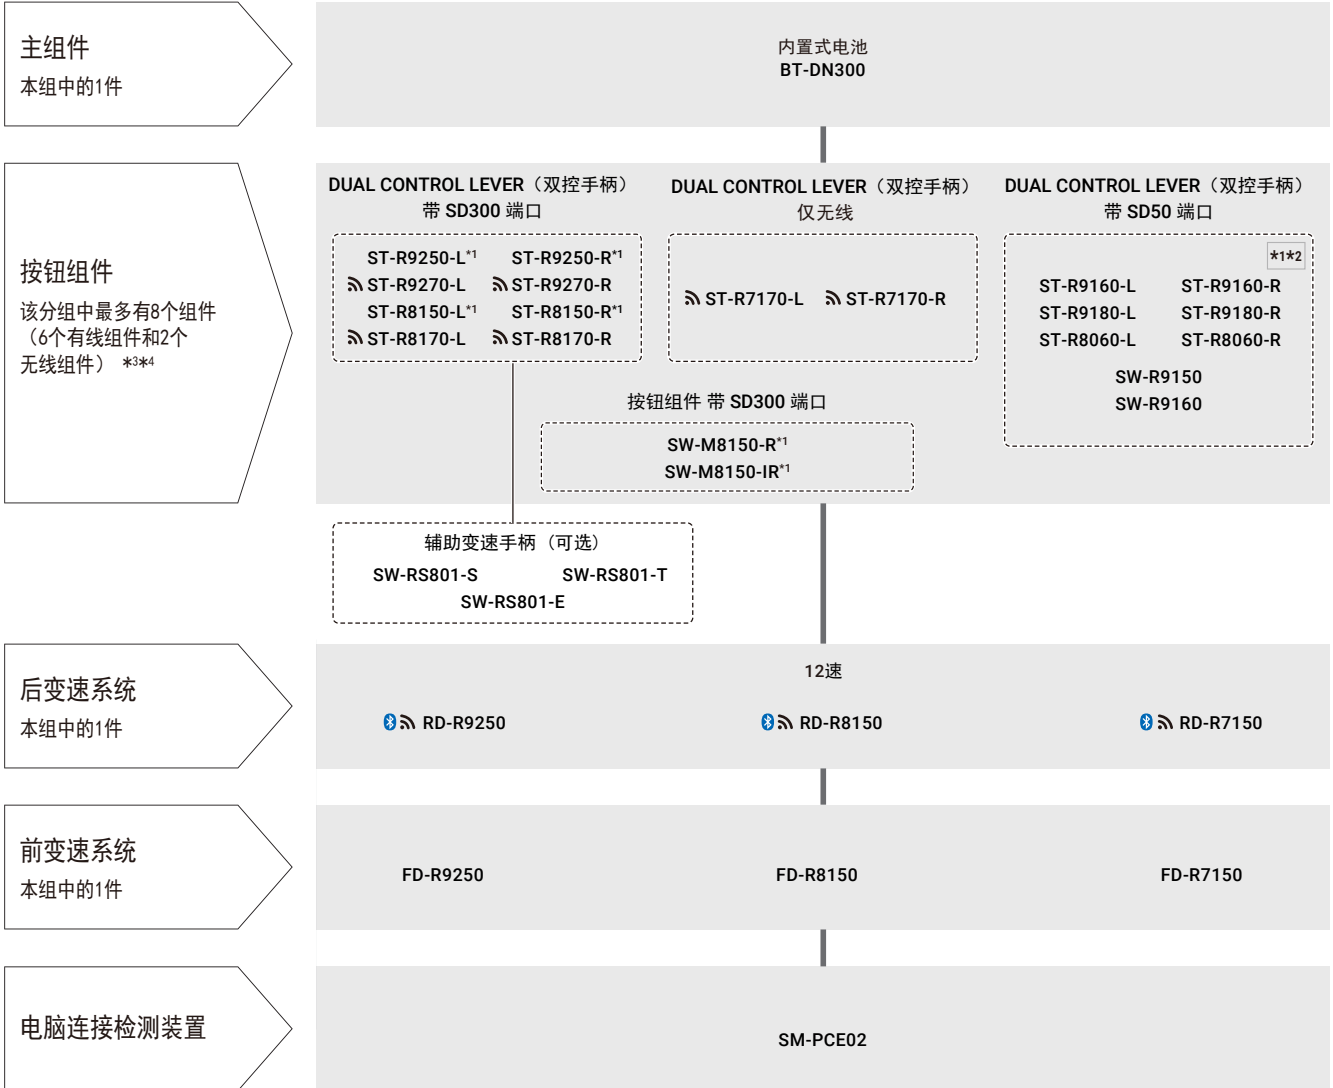 主组件
本组中的1件
内置式电池
BT-DN300
按钮组件
该分组中最多有8个组件
（6个有线组件和2个
无线组件） *3*4
DUAL CONTROL LEVER（双控手柄）
带 SD300 端口
ST-R9250-L*1 ST-R9250-R*1
ST-R9270-L ST-R9270-R
ST-R8150-L*1 ST-R8150-R*1
ST-R8170-L ST-R8170-R
DUAL CONTROL LEVER（双控手柄）
仅无线
ST-R7170-L ST-R7170-R
DUAL CONTROL LEVER（双控手柄）
带 SD50 端口
*1*2
ST-R9160-L ST-R9160-R
ST-R9180-L ST-R9180-R
ST-R8060-L ST-R8060-R
SW-R9150
SW-R9160
按钮组件 带 SD300 端口
SW-M8150-R*1
SW-M8150-IR*1
辅助变速手柄（可选）
SW-RS801-S SW-RS801-T
SW-RS801-E
后变速系统
本组中的1件
12速
RD-R9250 RD-R8150 RD-R7150
前变速系统
本组中的1件
FD-R9250 FD-R8150 FD-R7150
电脑连接检测装置
SM-PCE02